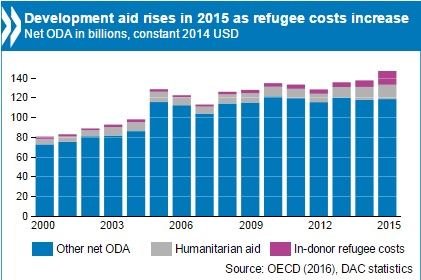 Development aid rises in 2015 as refugee costs increase
Net ODA in billions, constant 2014 USD
140
120
100
80
60
40
20
0
2000 2003 2006 2009 2012 2015
Other net ODA Humanitarian aid In-donor refugee costs
Source: OECD (2016), DAC statistics